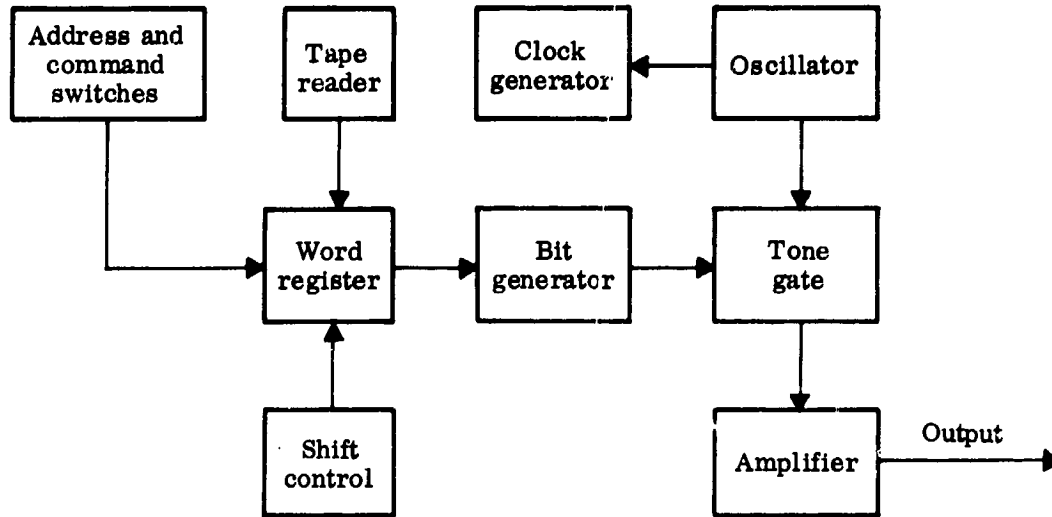 Address and
command
switches
Tape
reader
Clock
generator
Oscillator
Word
register
Bit
generator
Tone
gate
Shift
control
Amplifier
Output